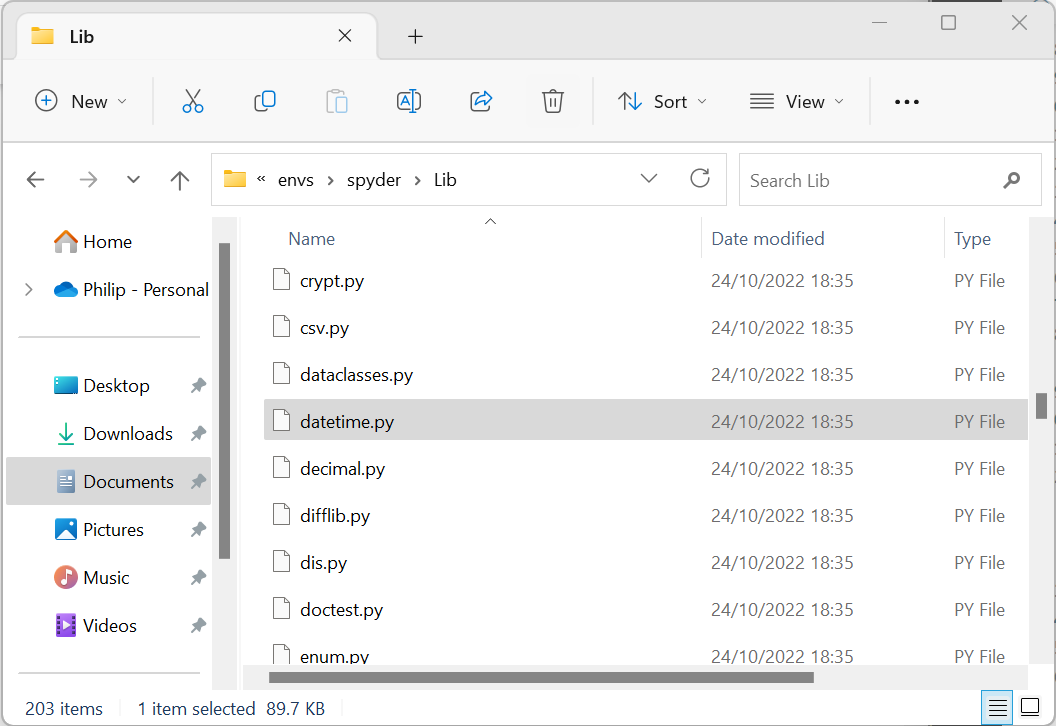 Lib
New
Sort
View
« envs > spyder > Lib
Search Lib
Home
Philip - Personal
Desktop
Downloads
Documents
Pictures
Music
Videos
Name Date modified Type
crypt.py 24/10/2022 18:35 PY File
csv.py 24/10/2022 18:35 PY File
dataclasses.py 24/10/2022 18:35 PY File
datetime.py 24/10/2022 18:35 PY File
decimal.py 24/10/2022 18:35 PY File
difflib.py 24/10/2022 18:35 PY File
dis.py 24/10/2022 18:35 PY File
doctest.py 24/10/2022 18:35 PY File
enum.py 24/10/2022 18:35 PY File
203 items 1 item selected 89.7 KB